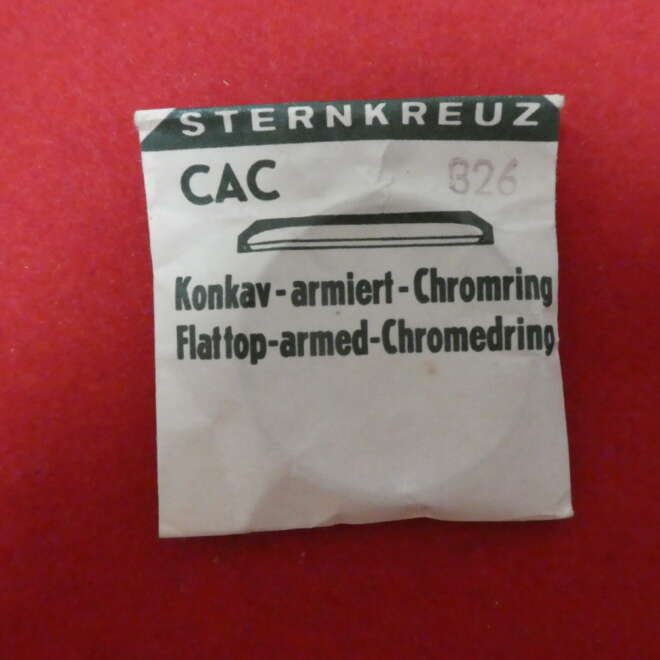 STERNKREUZ
CAC 326
Konkav-armiert-Chromring
Flattop-armed-Chromedring